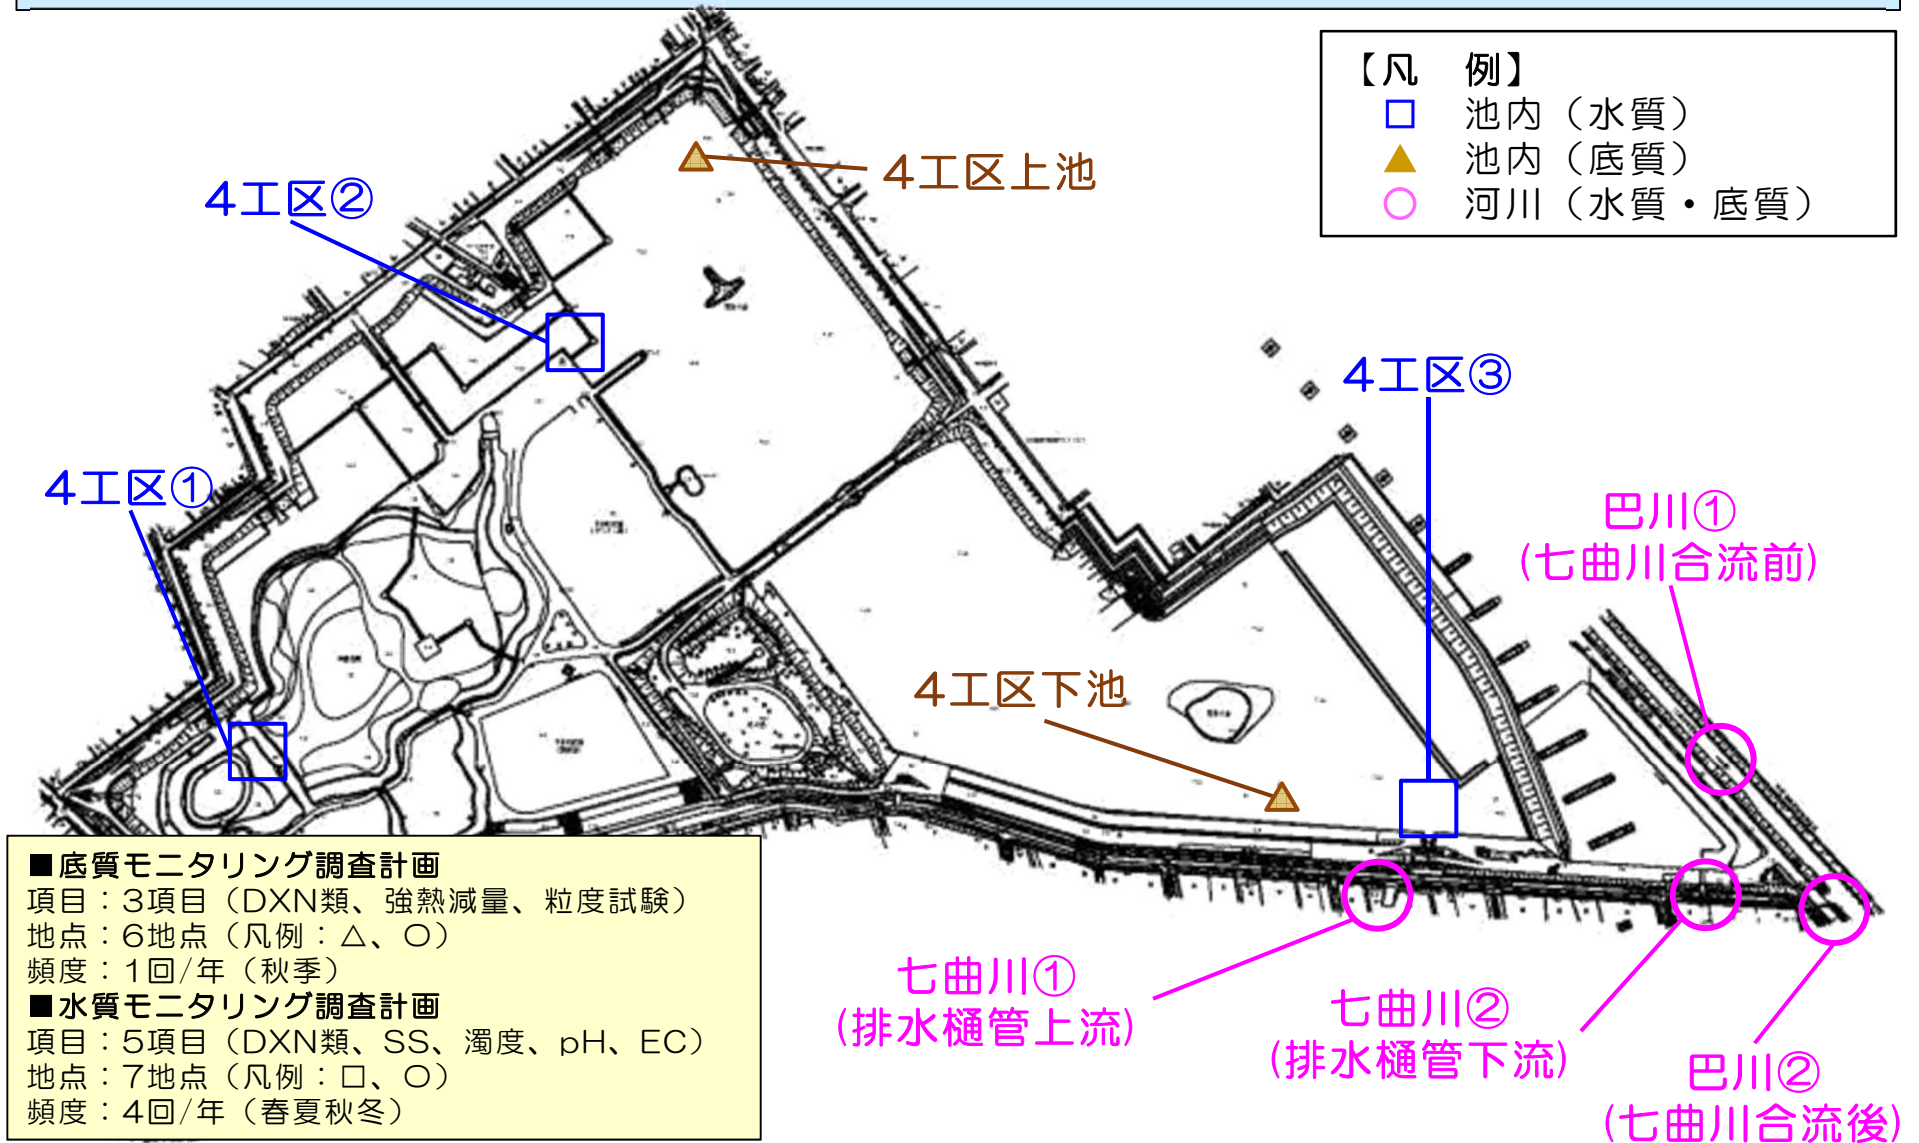 【凡　例】
池内（水質）
池内（底質）
河川（水質・底質）
4工区上池
4工区②
4工区③
4工区①
巴川①
(七曲川合流前)
4工区下池
七曲川①
(排水樋管上流)
七曲川②
(排水樋管下流)
巴川②
(七曲川合流後)
■底質モニタリング調査計画
項目：3項目（DXN類、強熱減量、粒度試験）
地点：6地点（凡例：△、○）
頻度：1回/年（秋季）
■水質モニタリング調査計画
項目：5項目（DXN類、SS、濁度、pH、EC）
地点：7地点（凡例：□、○）
頻度：4回/年（春夏秋冬）